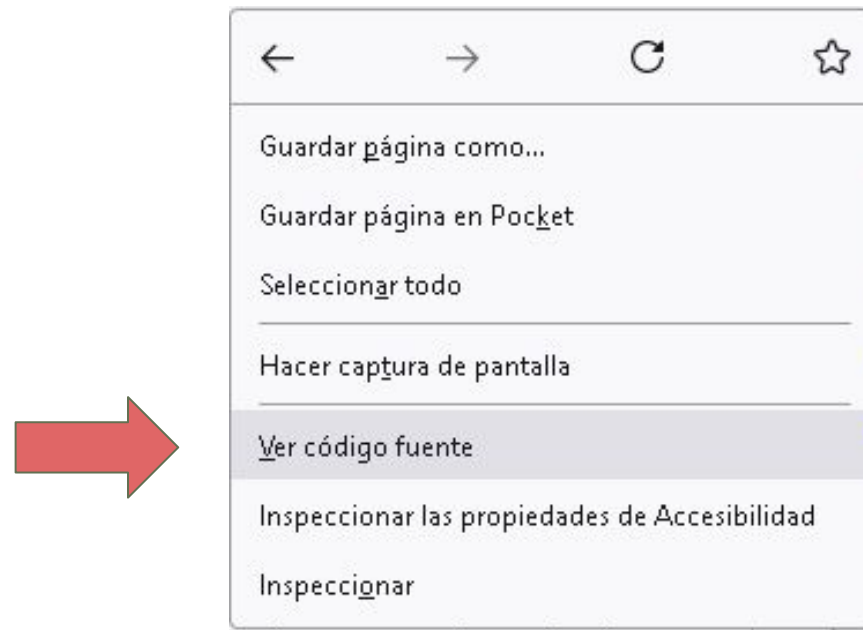 Guardar página como...
Guardar página en Pocket
Seleccionar todo
Hacer captura de pantalla
Ver código fuente
Inspeccionar las propiedades de Accesibilidad
Inspeccionar